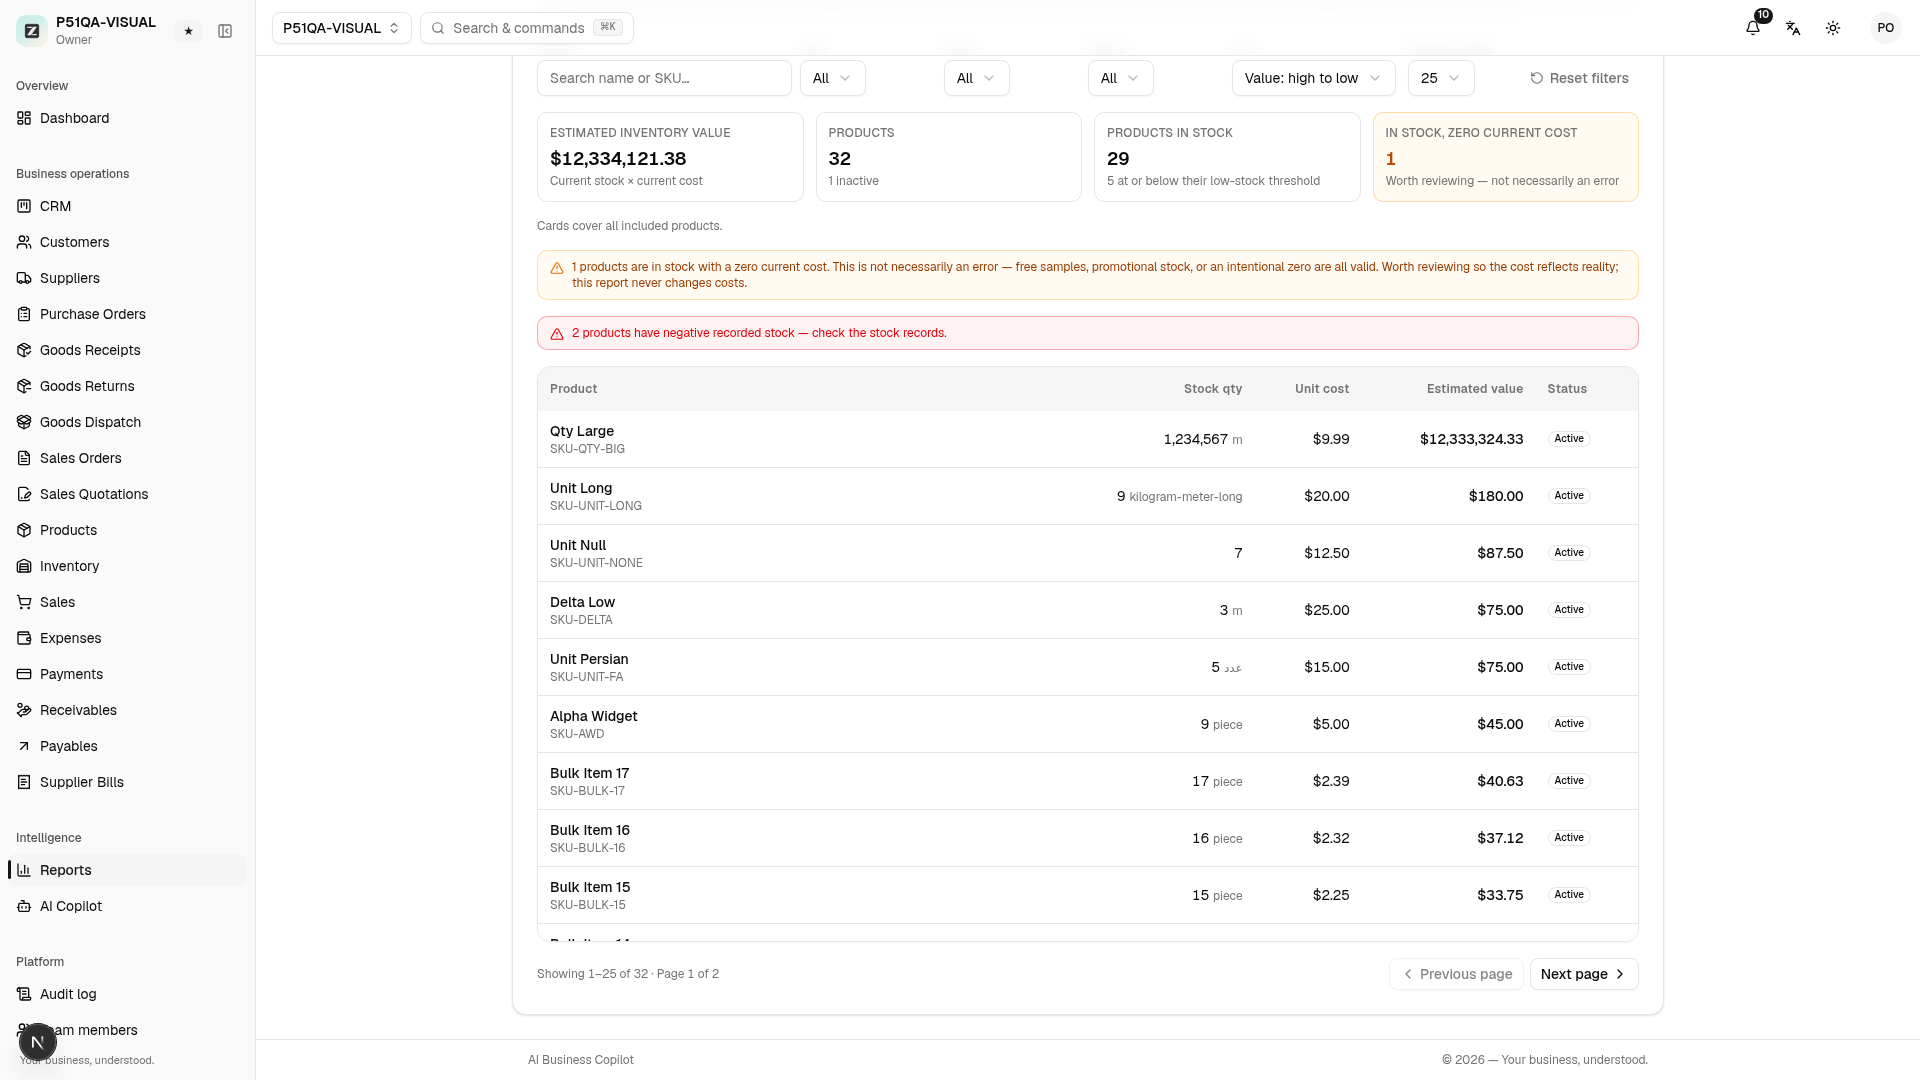 P51QA-VISUAL
Owner
★
P51QA-VISUAL
Search & commands ⌘K
10
PO
Overview
Dashboard
Business operations
CRM
Customers
Suppliers
Purchase Orders
Goods Receipts
Goods Returns
Goods Dispatch
Sales Orders
Sales Quotations
Products
Inventory
Sales
Expenses
Payments
Receivables
Payables
Supplier Bills
Intelligence
Reports
AI Copilot
Platform
Audit log
am members
business, understood.
Search name or SKU...
All
All
All
Value: high to low
25
Reset filters
ESTIMATED INVENTORY VALUE
$12,334,121.38
Current stock × current cost
PRODUCTS
32
1 inactive
PRODUCTS IN STOCK
29
5 at or below their low-stock threshold
IN STOCK, ZERO CURRENT COST
1
Worth reviewing — not necessarily an error
Cards cover all included products.
1 products are in stock with a zero current cost. This is not necessarily an error — free samples, promotional stock, or an intentional zero are all valid. Worth reviewing so the cost reflects reality;
this report never changes costs.
2 products have negative recorded stock — check the stock records.
Product Stock qty Unit cost Estimated value Status
Qty Large
SKU-QTY-BIG
1,234,567 m $9.99 $12,333,324.33 Active
Unit Long
SKU-UNIT-LONG
9 kilogram-meter-long $20.00 $180.00 Active
Unit Null
SKU-UNIT-NONE
7 $12.50 $87.50 Active
Delta Low
SKU-DELTA
3 m $25.00 $75.00 Active
Unit Persian
SKU-UNIT-FA
5 عدد $15.00 $75.00 Active
Alpha Widget
SKU-AWD
9 piece $5.00 $45.00 Active
Bulk Item 17
SKU-BULK-17
17 piece $2.39 $40.63 Active
Bulk Item 16
SKU-BULK-16
16 piece $2.32 $37.12 Active
Bulk Item 15
SKU-BULK-15
15 piece $2.25 $33.75 Active
Showing 1–25 of 32 · Page 1 of 2
Previous page
Next page
AI Business Copilot
© 2026 — Your business, understood.